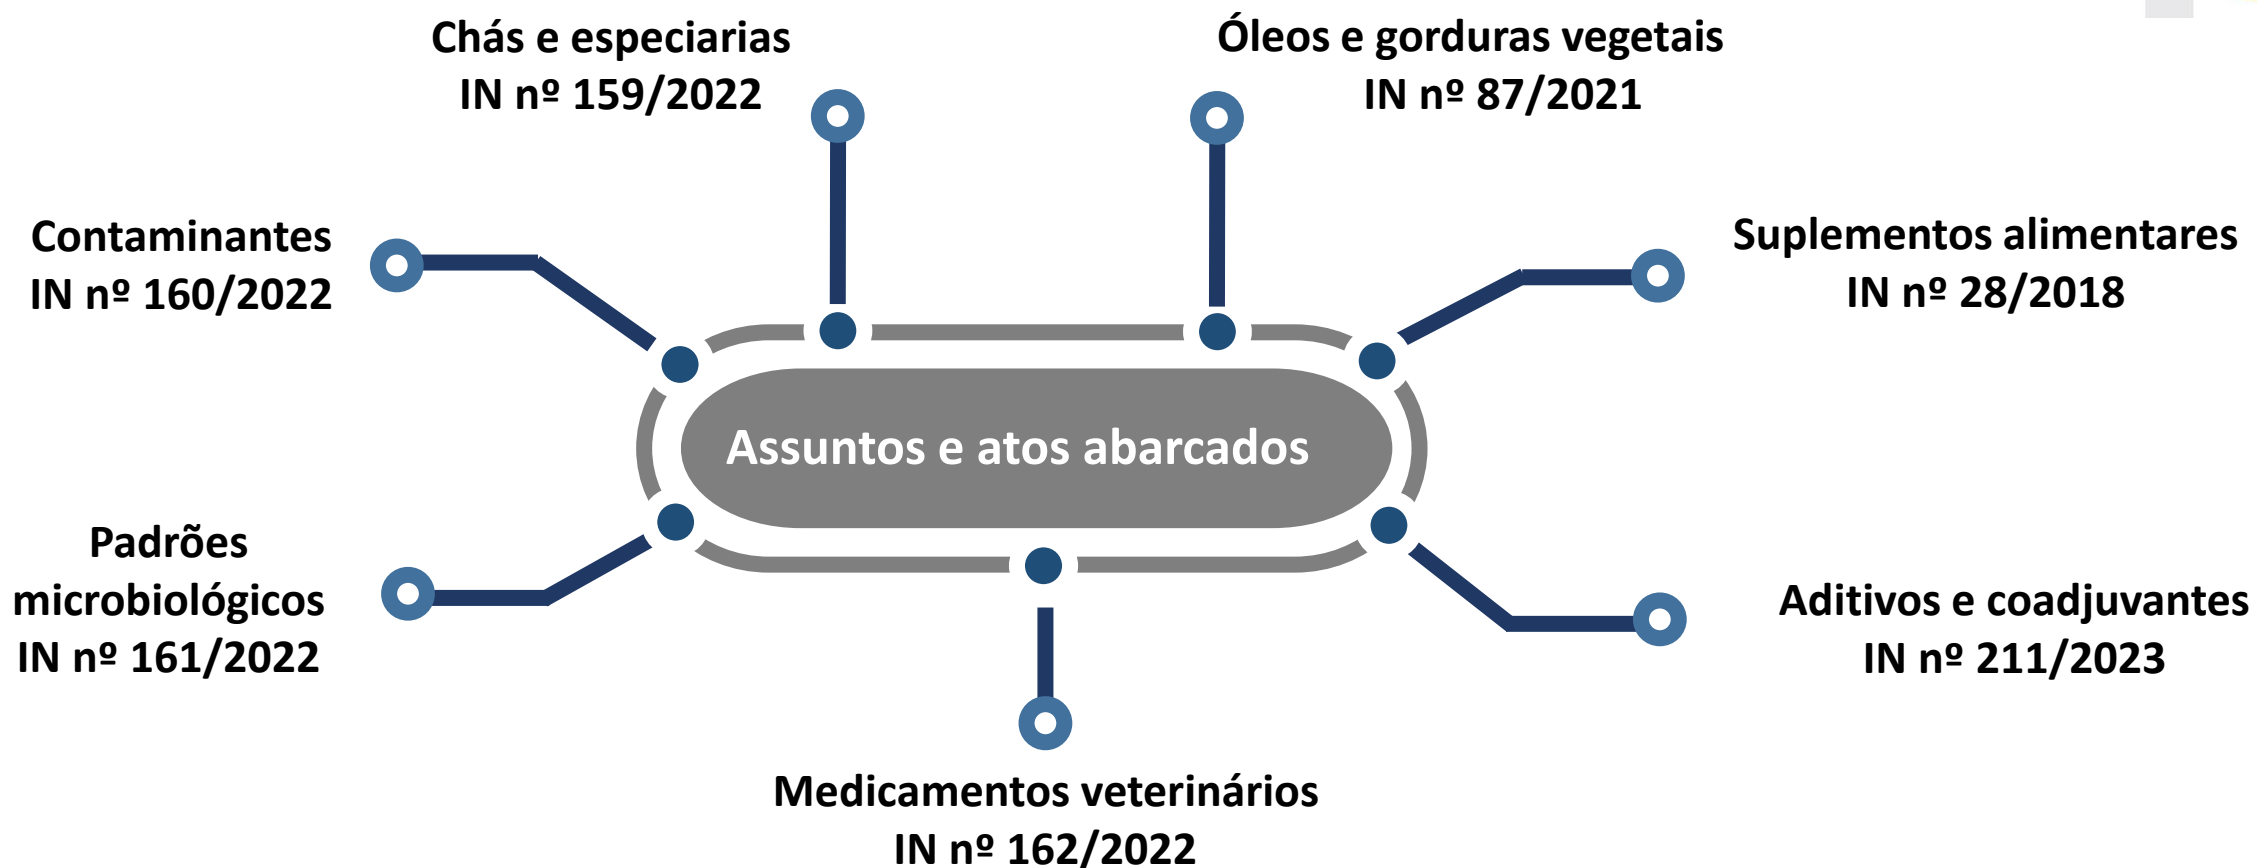 Chás e especiarias
IN nº 159/2022
Óleos e gorduras vegetais
IN nº 87/2021
Contaminantes
IN nº 160/2022
Suplementos alimentares
IN nº 28/2018
Assuntos e atos abarcados
Padrões
microbiológicos
IN nº 161/2022
Aditivos e coadjuvantes
IN nº 211/2023
Medicamentos veterinários
IN nº 162/2022